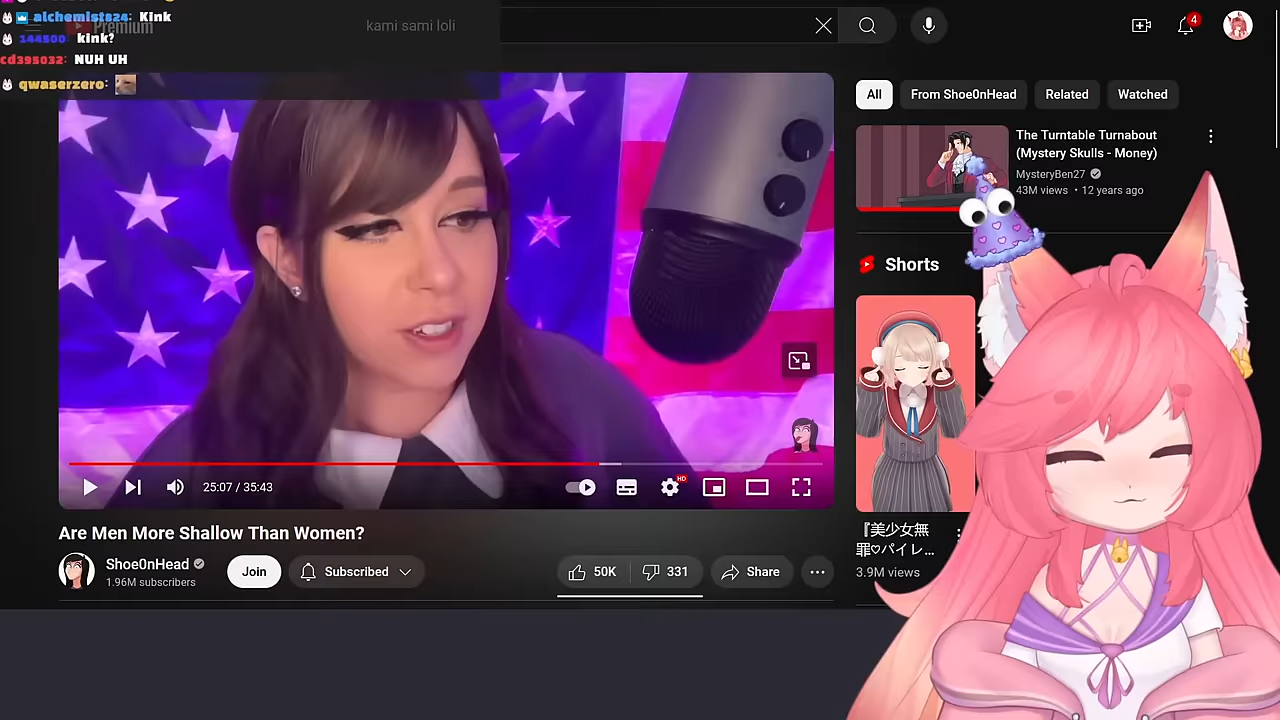 alchemist824: Kink
Premium
kami sami loli
144500: kink?
cd395032: NUH UH
qwaserzero:
4
All
From Shoe0nHead
Related
Watched
The Turntable Turnabout
(Mystery Skulls - Money)
MysteryBen27
43M views • 12 years ago
Shorts
25:07 / 35:43
HD
Are Men More Shallow Than Women?
Shoe0nHead
1.96M subscribers
Join
Subscribed
50K
331
Share
『美少女無
罪♡パイレ...
3.9M views